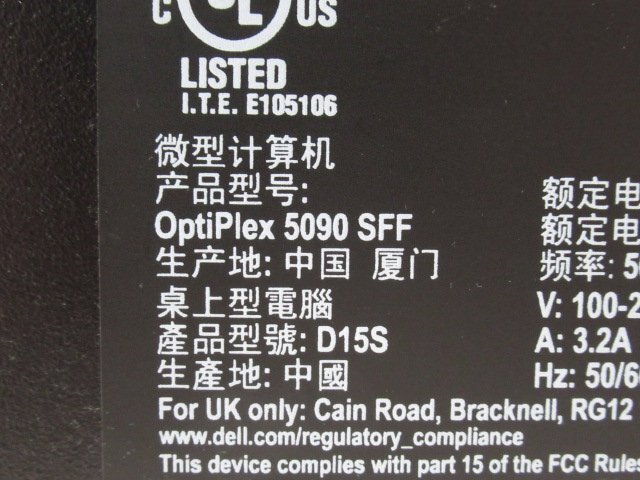 C UL US
LISTED
I.T.E. E105106
微型计算机
产品型号:
OptiPlex 5090 SFF
生产地: 中国 厦门
桌上型電腦
產品型號: D15S
生產地: 中國
额定电
额定电
频率: 50
V: 100-2
A: 3.2A
Hz: 50/60
For UK only: Cain Road, Bracknell, RG12
www.dell.com/regulatory_compliance
This device complies with part 15 of the FCC Rules